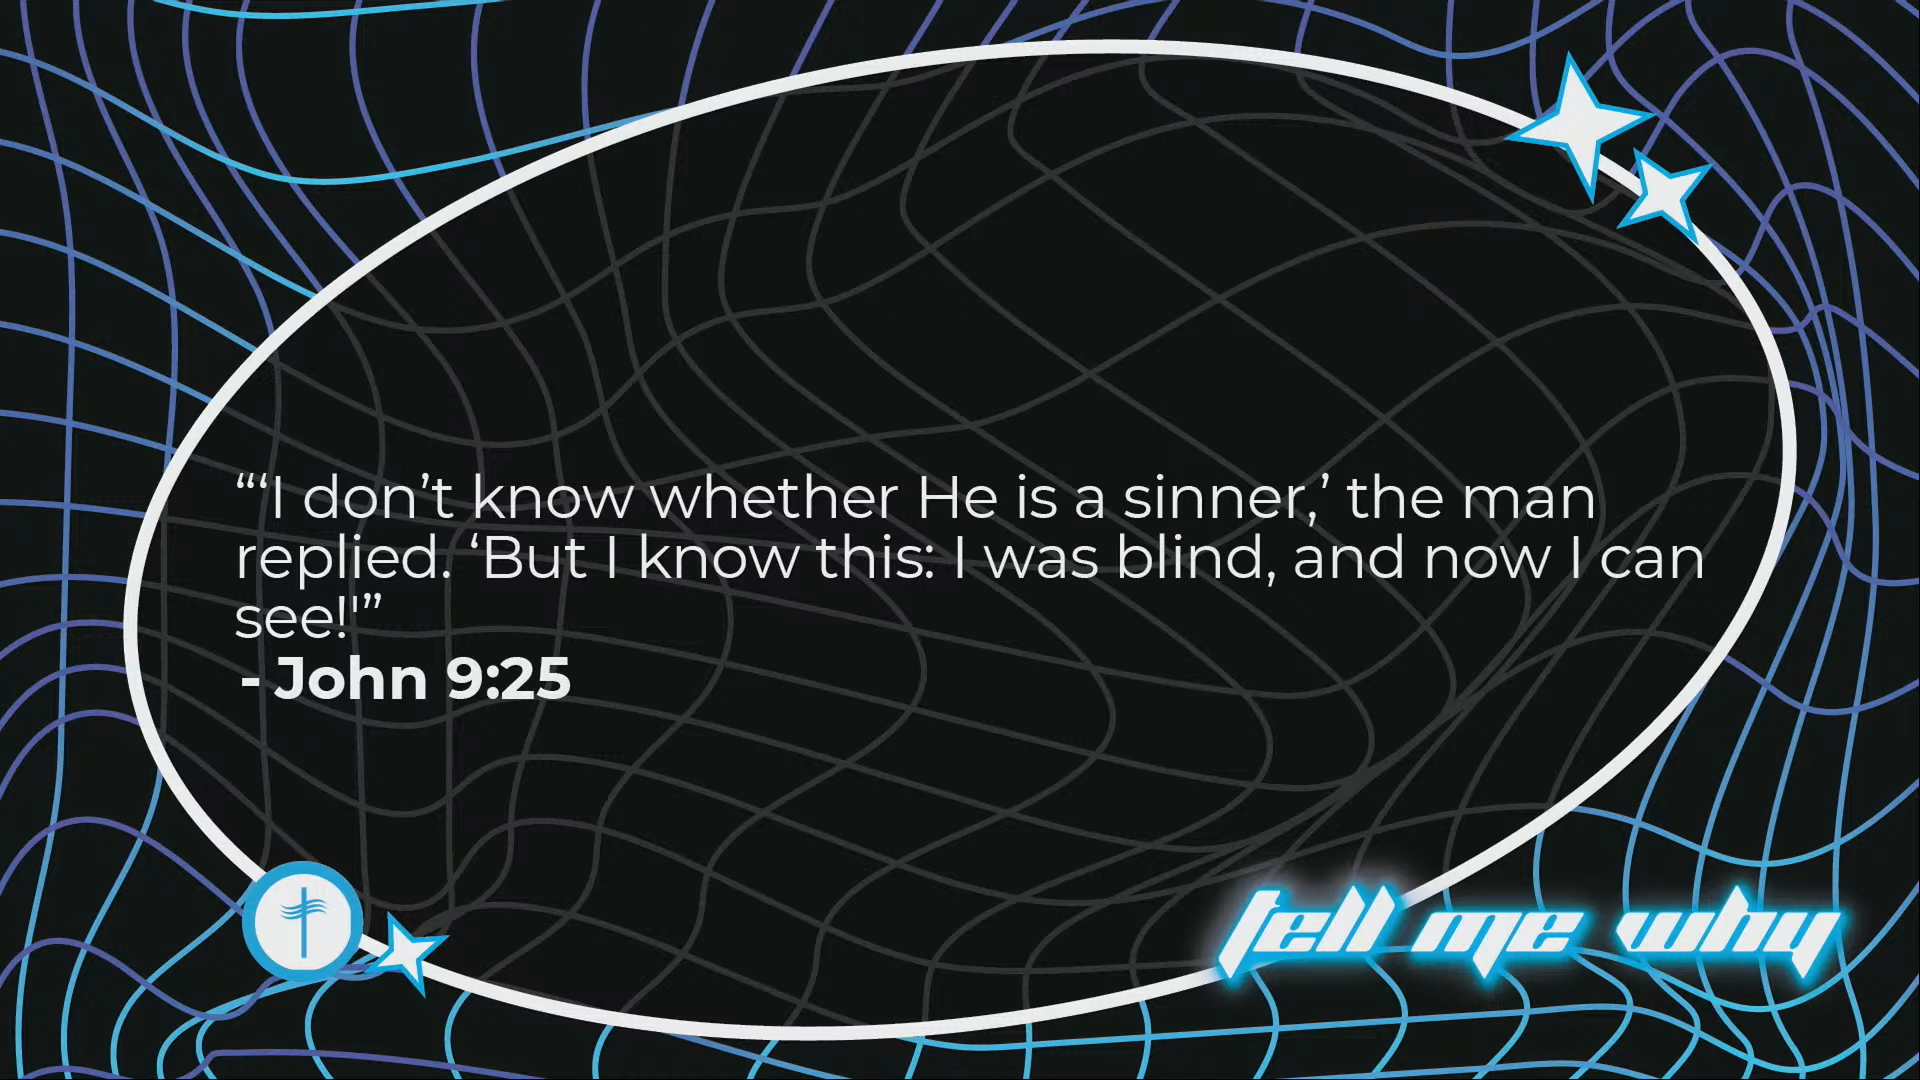 “‘I don’t know whether He is a sinner,’ the man
replied. ‘But I know this: I was blind, and now I can
see!'”
- John 9:25
tell me why